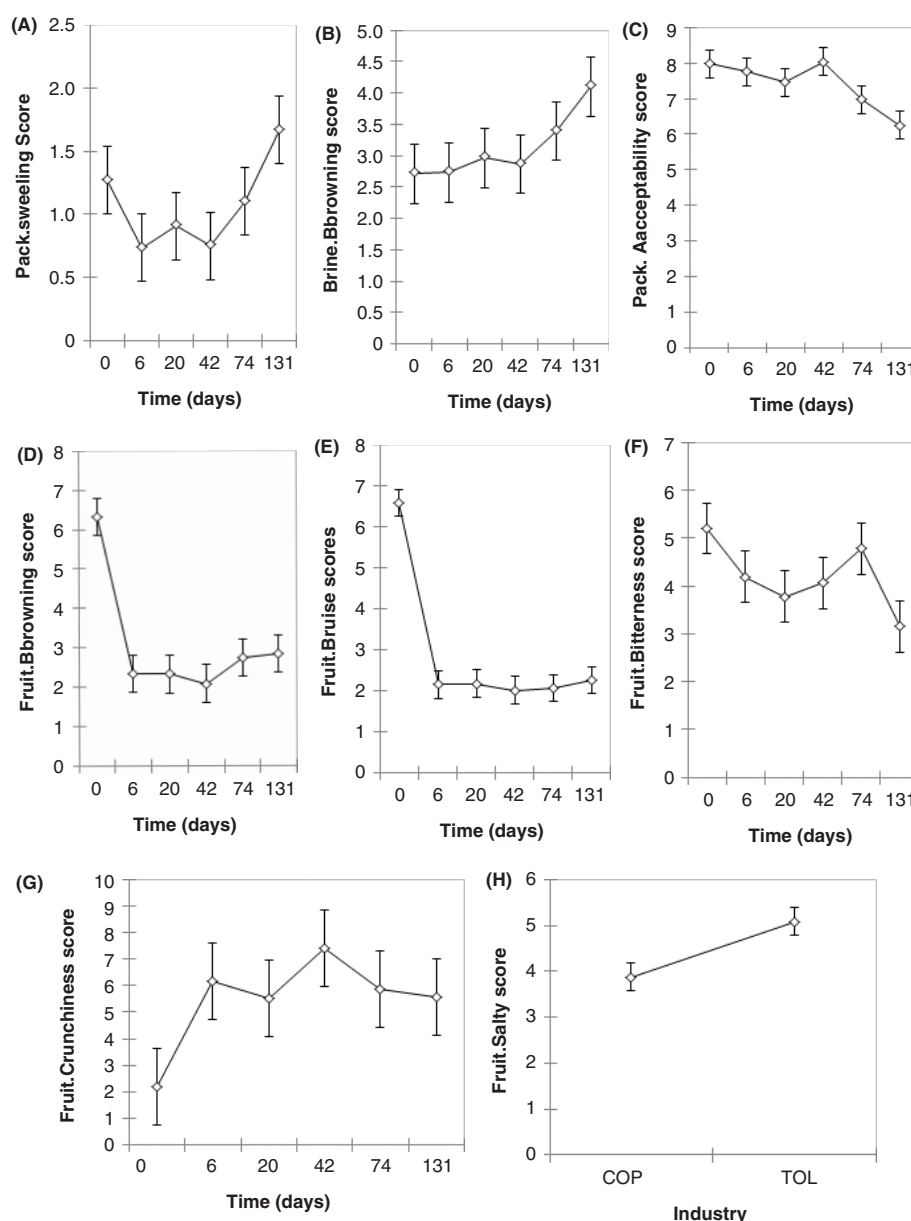 (A)
Pack.sweeling Score
2.5
2.0
1.5
1.0
0.5
0
0 6 20 42 74 131
Time (days)
(B)
Brine.Bbrowning score
5.0
4.5
4.0
3.5
3.0
2.5
2.0
1.5
1.0
0.5
0
0 6 20 42 74 131
Time (days)
(C)
Pack. Aacceptability score
9
8
7
6
5
4
3
2
1
0
0 6 20 42 74 131
Time (days)
(D)
Fruit.Bbrowning score
8
7
6
5
4
3
2
1
0
0 6 20 42 74 131
Time (days)
(E)
Fruit.Bruise scores
8
7
6
5
4
3
2
1
0
0 6 20 42 74 131
Time (days)
(F)
Fruit.Bitterness score
7
6
5
4
3
2
1
0
0 6 20 42 74 131
Time (days)
(G)
Fruit.Crunchiness score
10
9
8
7
6
5
4
3
2
1
0
0 6 20 42 74 131
Time (days)
(H)
Fruit.Salty score
6
5
4
3
2
1
0
COP TOL
Industry